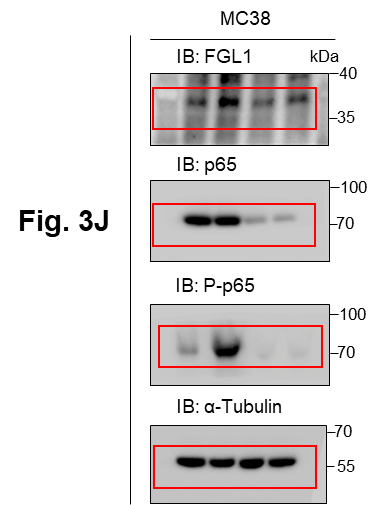 MC38
IB: FGL1 kDa
40
35
IB: p65
100
Fig. 3J
70
IB: P-p65
100
70
IB: α-Tubulin
70
55